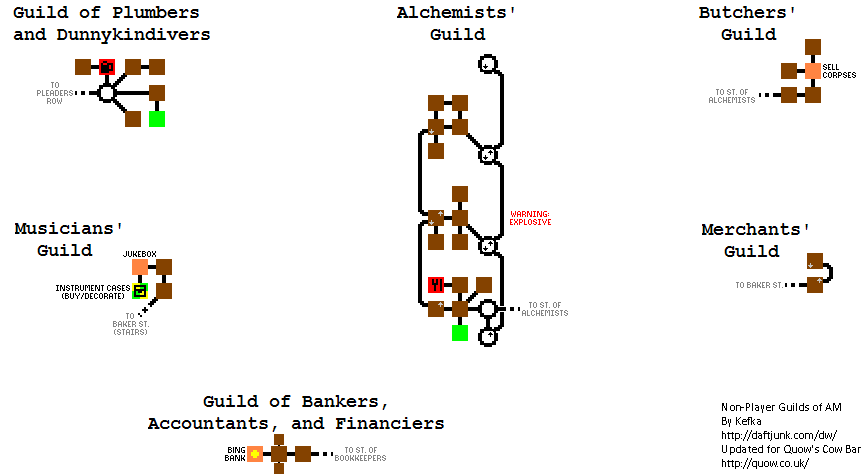 Guild of Plumbers
and Dunnykindivers
TO
PLEADERS
ROW
Alchemists'
Guild
WARNING:
EXPLOSIVE
TO ST. OF
ALCHEMISTS
Butchers'
Guild
SELL
CORPSES
TO ST. OF
ALCHEMISTS
Musicians'
Guild
JUKEBOX
INSTRUMENT CASES
(BUY/DECORATE)
TO
BAKER ST.
(STAIRS)
Merchants'
Guild
TO BAKER ST.
Guild of Bankers,
Accountants, and Financiers
BING
BANK
TO ST. OF
BOOKKEEPERS
Non-Player Guilds of AM
By Kefka
http://daftjunk.com/dw/
Updated for Quow's Cow Bar
http://quow.co.uk/